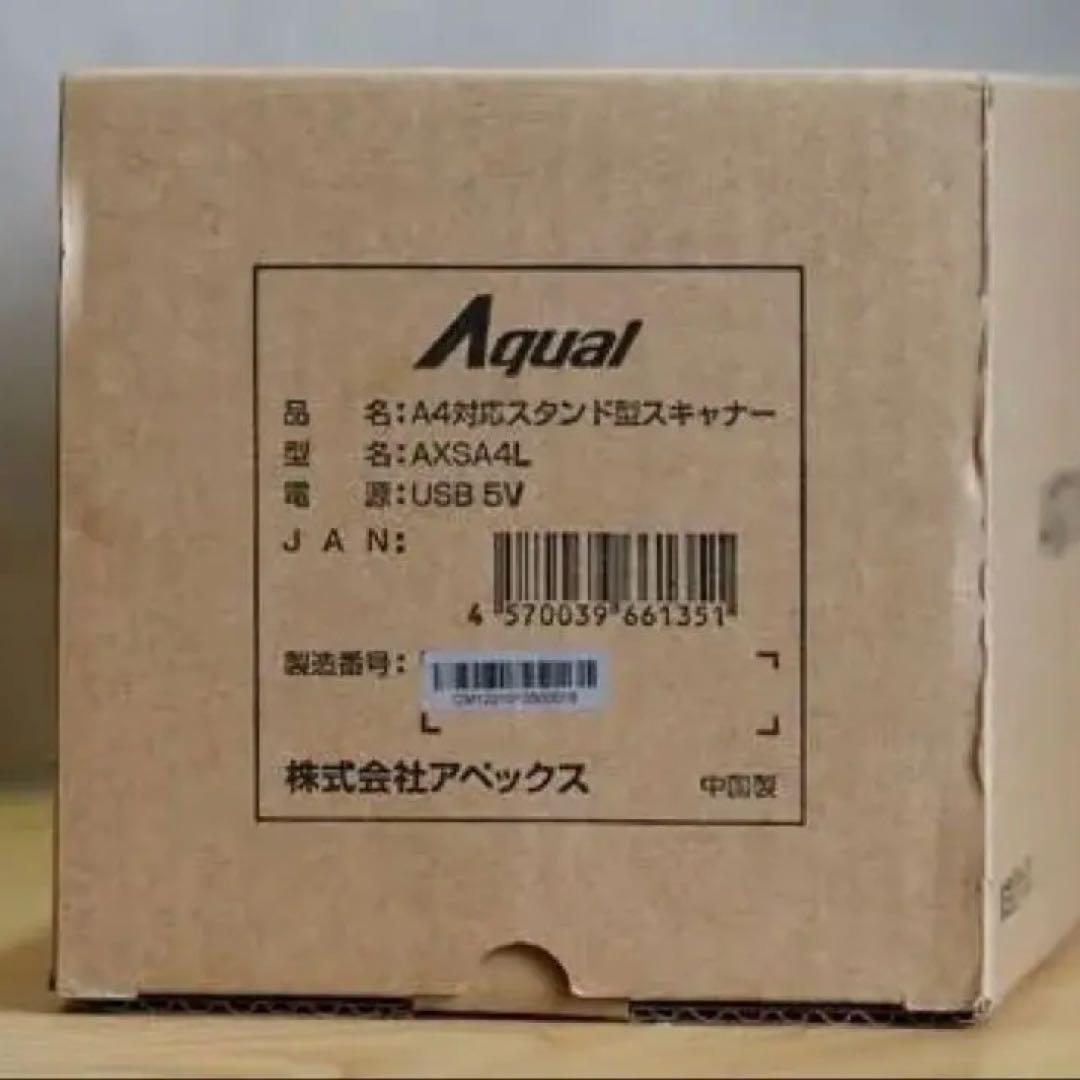 Aqual
品 名:A4対応スタンド型スキャナー
型 名:AXSA4L
電 源:USB 5V
J A N:
4 570039 661351
製造番号:
株式会社アペックス
中国製